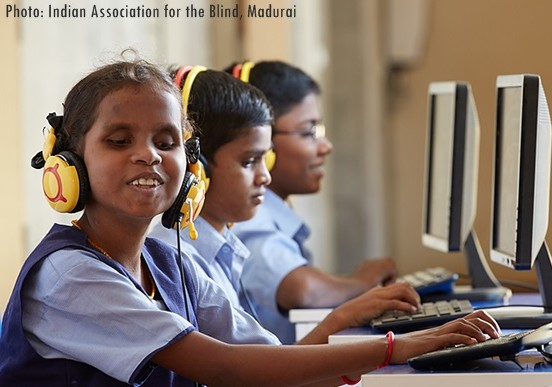 Photo: Indian Association for the Blind, Madurai